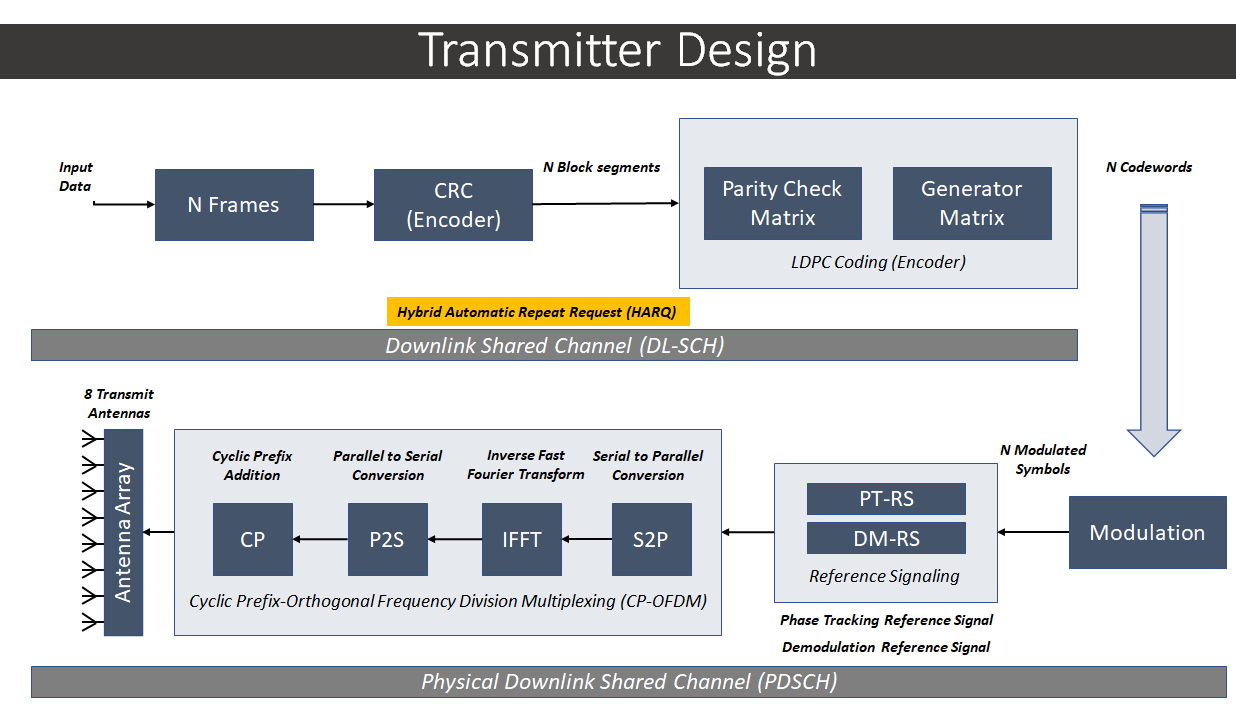 Transmitter Design
Input
Data
N Frames
CRC
(Encoder)
N Block segments
Parity Check
Matrix
Generator
Matrix
LDPC Coding (Encoder)
N Codewords
Hybrid Automatic Repeat Request (HARQ)
Downlink Shared Channel (DL-SCH)
8 Transmit
Antennas
Antenna Array
Cyclic Prefix
Addition
Parallel to Serial
Conversion
Inverse Fast
Fourier Transform
Serial to Parallel
Conversion
CP
P2S
IFFT
S2P
Cyclic Prefix-Orthogonal Frequency Division Multiplexing (CP-OFDM)
PT-RS
DM-RS
Reference Signaling
Phase Tracking Reference Signal
Demodulation Reference Signal
N Modulated
Symbols
Modulation
Physical Downlink Shared Channel (PDSCH)